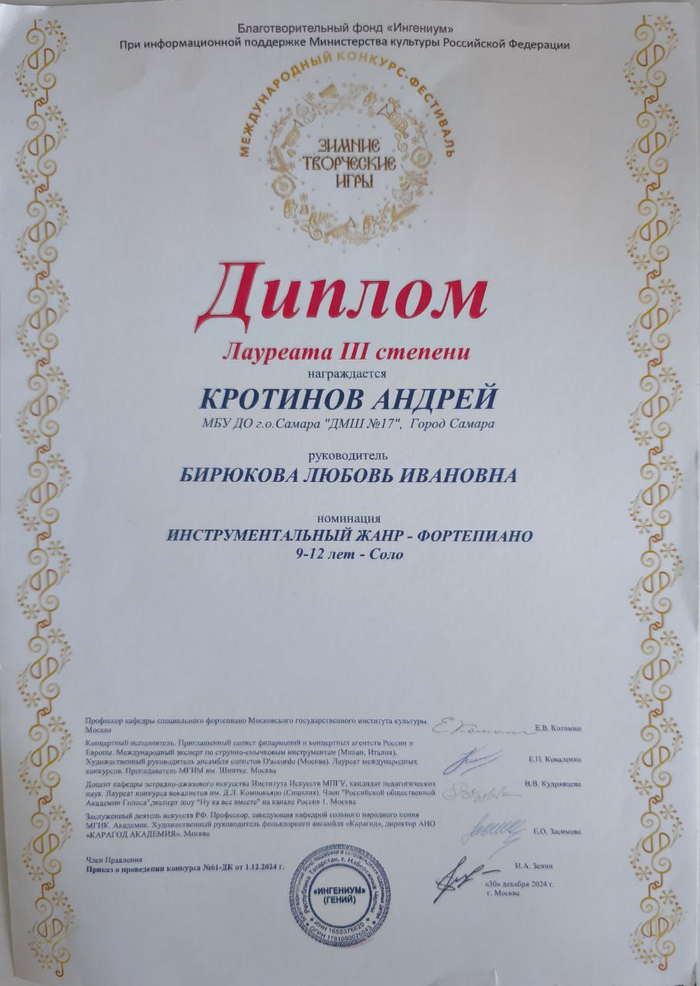 Благотворительный фонд «Ингениум»
При информационной поддержке Министерства культуры Российской Федерации
МЕЖДУНАРОДНЫЙ КОНКУРС-ФЕСТИВАЛЬ
ЗИМНИЕ
ТВОРЧЕСКИЕ
ИГРЫ
Диплом
Лауреата III степени
награждается
КРОТИНОВ АНДРЕЙ
МБУ ДО г.о.Самара "ДМШ №17", Город Самара
руководитель
БИРЮКОВА ЛЮБОВЬ ИВАНОВНА
номинация
ИНСТРУМЕНТАЛЬНЫЙ ЖАНР - ФОРТЕПИАНО
9-12 лет - Соло
Профессор кафедры специального фортепиано Московского государственного института культуры.
Москва
Концертный исполнитель. Приглашенный солист филармоний и концертных агентств России и
Европы. Международный эксперт по струнно-смычковым инструментам (Милан, Италия).
Художественный руководитель ансамбля солистов (Москва). Лауреат международных
конкурсов. Преподаватель МГИМ им. Шнитке. Москва
Е.П. Коваленко
Доцент кафедры эстрадно-джазового искусства Института Искусств МПГУ, кандидат педагогических
наук. Лауреат конкурса вокалистов им. (Сицилия). Член "Российской общественной
Академии Голоса", эксперт шоу "Ну ка все вместе" на канале Россия 1. Москва
В.В. Кудрявцева
Заслуженный деятель искусств РФ. Профессор, заведующая кафедрой сольного народного пения
МГИК. Академик. Художественный руководитель фольклорного ансамбля «Карагод», директор АНО
«КАРАГОД АКАДЕМИЯ». Москва
Е.О. Засимова
Член Правления
Приказ о проведении конкурса №61-ДК от 1.12.2024 г.
«30» декабря 2024 г.
г. Москва
«ИНГЕНИУМ»
(ГЕНИЙ)